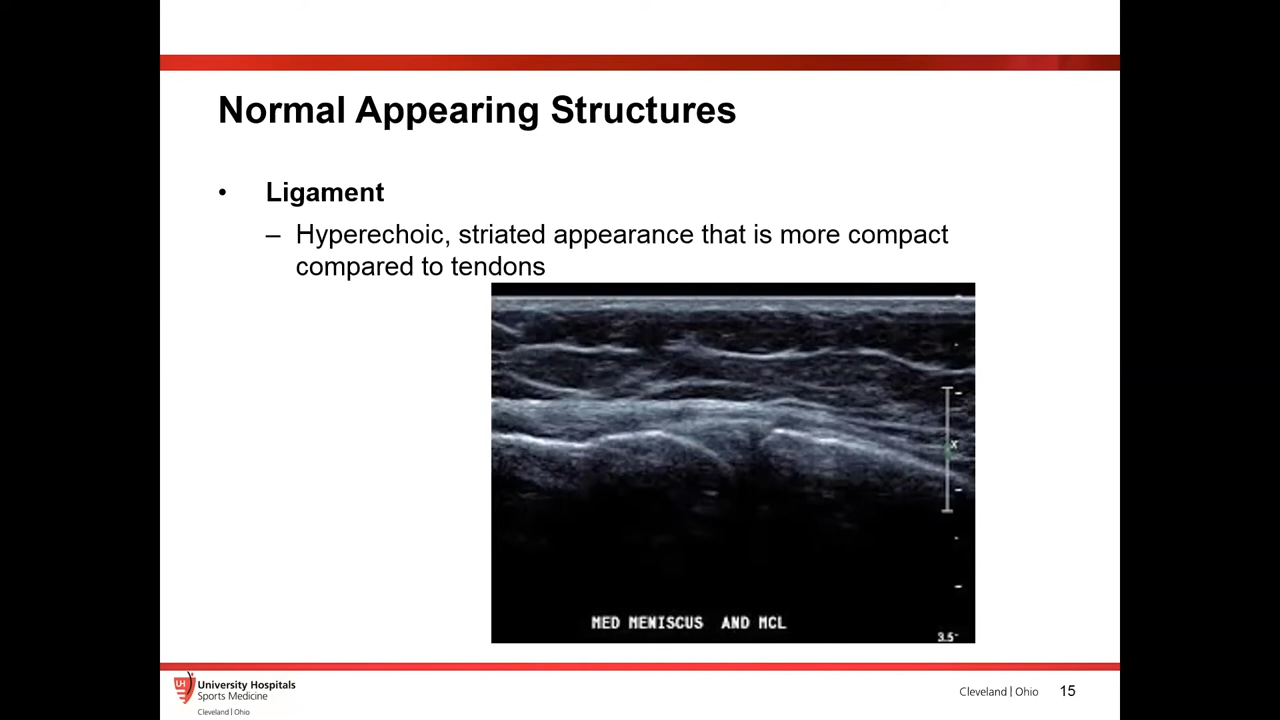 Normal Appearing Structures
• Ligament
– Hyperechoic, striated appearance that is more compact
compared to tendons
X
MED MENISCUS AND MCL
3.5-
UH
University Hospitals
Sports Medicine
Cleveland | Ohio
Cleveland | Ohio
15